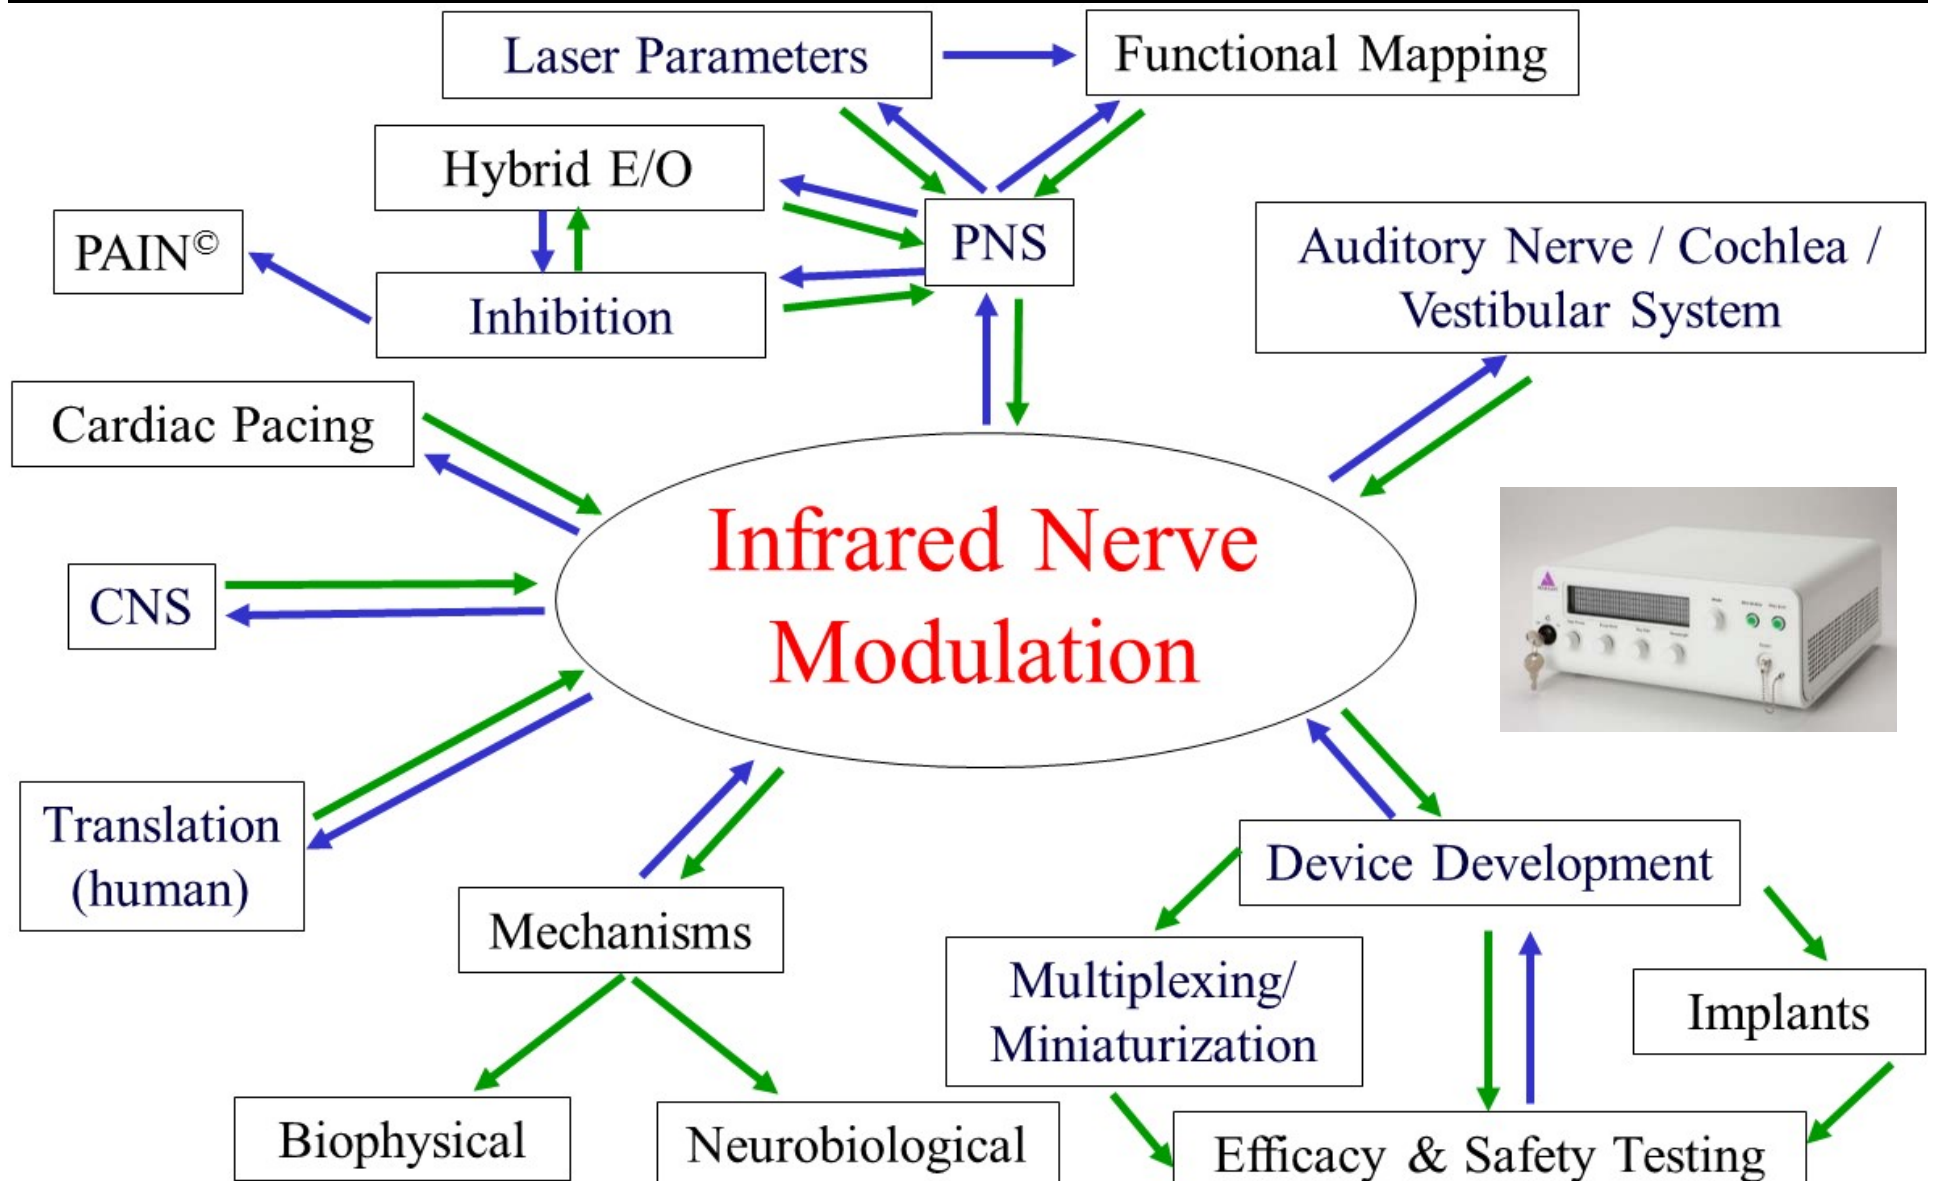 Laser Parameters
Functional Mapping
Hybrid E/O
PAIN©
PNS
Inhibition
Auditory Nerve / Cochlea /
Vestibular System
Cardiac Pacing
Infrared Nerve
Modulation
CNS
Translation
(human)
Mechanisms
Device Development
Multiplexing/
Miniaturization
Implants
Biophysical
Neurobiological
Efficacy & Safety Testing